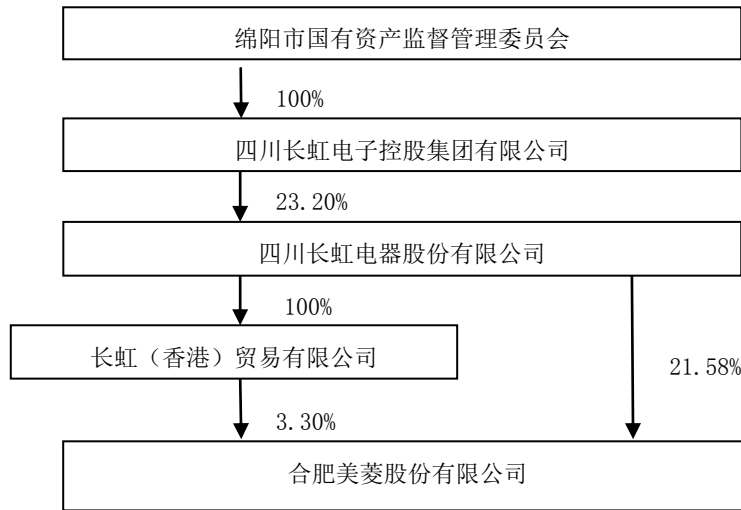 绵阳市国有资产监督管理委员会
100%
四川长虹电子控股集团有限公司
23.20%
四川长虹电器股份有限公司
100%
长虹（香港）贸易有限公司
21.58%
3.30%
合肥美菱股份有限公司